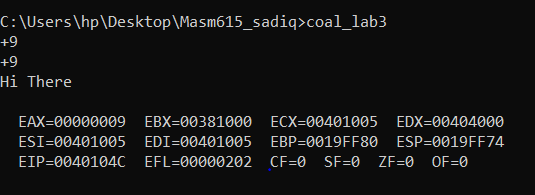 C:\Users\hp\Desktop\Masm615_sadiq>coal_lab3
+9
+9
Hi There
EAX=00000009 EBX=00381000 ECX=00401005 EDX=00404000
ESI=00401005 EDI=00401005 EBP=0019FF80 ESP=0019FF74
EIP=0040104C EFL=00000202 CF=0 SF=0 ZF=0 OF=0